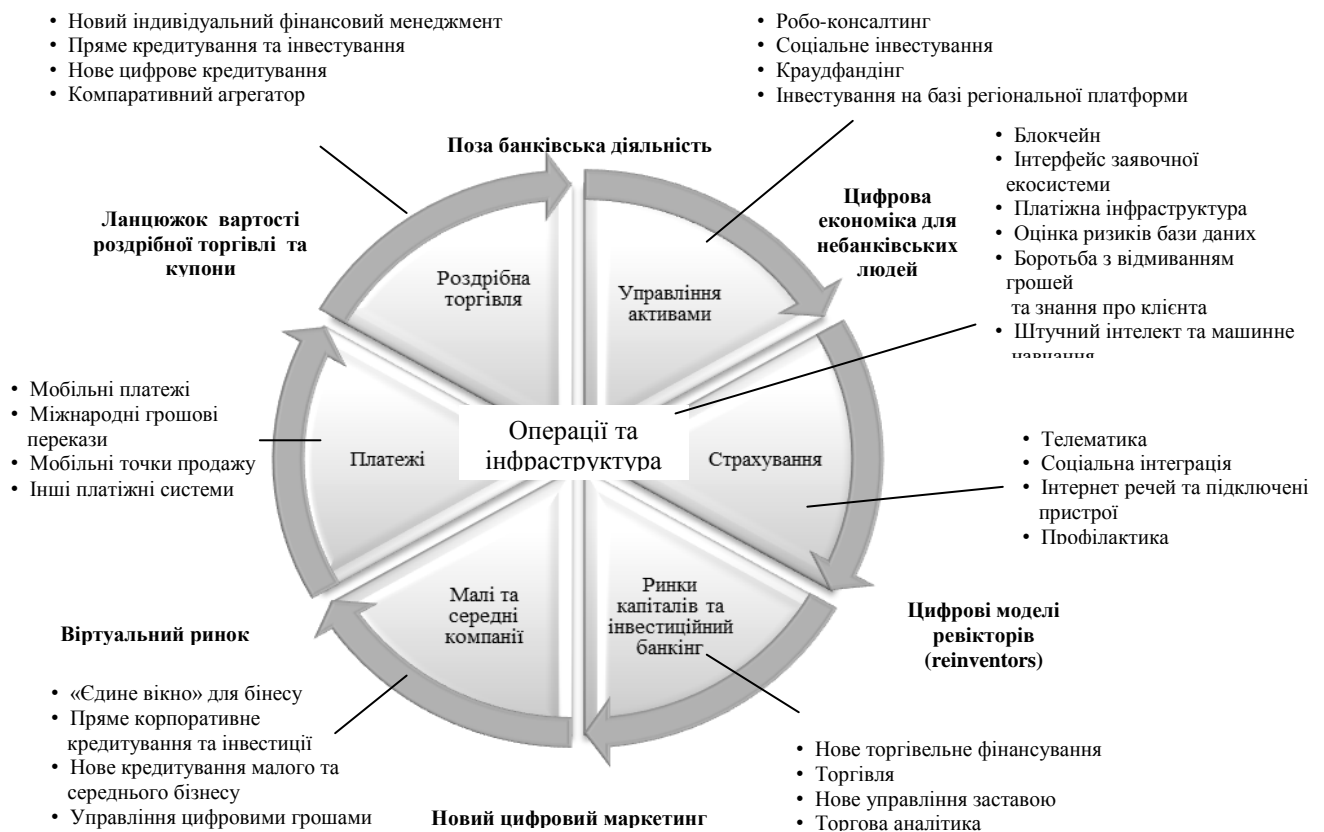 • Новий індивідуальний фінансовий менеджмент
• Пряме кредитування та інвестування
• Нове цифрове кредитування
• Компаративний агрегатор
• Робо-консалтинг
• Соціальне інвестування
• Краудфандінг
• Інвестування на базі регіональної платформи
Поза банківська діяльність
• Блокчейн
• Інтерфейс заявочної
екосистеми
• Платіжна інфраструктура
• Оцінка ризиків бази даних
• Боротьба з відмиванням
грошей
та знання про клієнта
• Штучний інтелект та машинне
навчання
Цифрова
економіка для
небанківських
людей
Ланцюжок вартості
роздрібної торгівлі та
купони
Роздрібна
торгівля
Управління
активами
• Мобільні платежі
• Міжнародні грошові
перекази
• Мобільні точки продажу
• Інші платіжні системи
Платежі
Операції та
інфраструктура
Страхування
• Телематика
• Соціальна інтеграція
• Інтернет речей та підключені
пристрої
• Профілактика
Малі та
середні
компанії
Ринки
капіталів та
інвестиційний
банкінг
Віртуальний ринок
Цифрові моделі
ревікторів
(reinventors)
• «Єдине вікно» для бінесу
• Пряме корпоративне
кредитування та інвестиції
• Нове кредитування малого та
середнього бізнесу
• Управління цифровими грошами
Новий цифровий маркетинг
• Нове торгівельне фінансування
• Торгівля
• Нове управління заставою
• Торгова аналітика